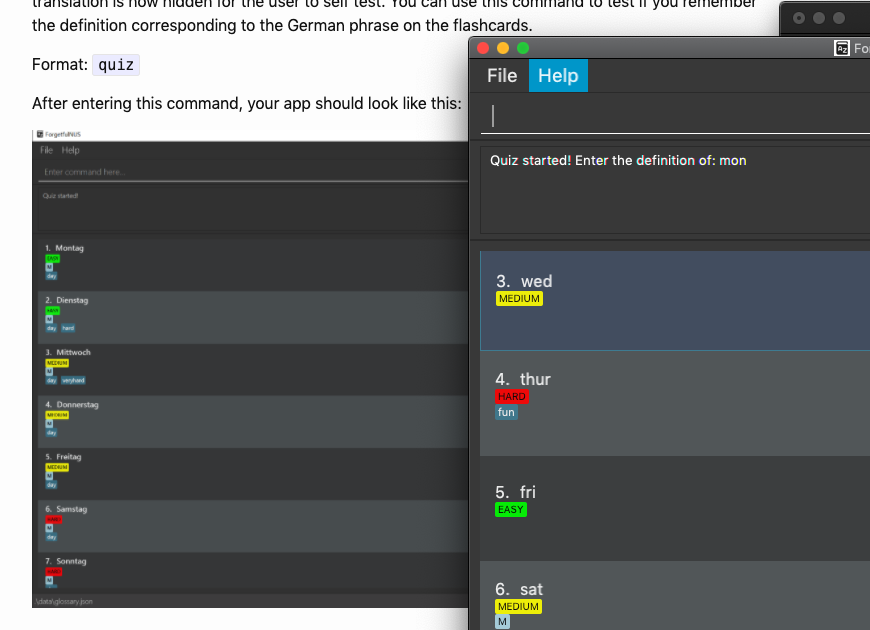 translation is now hidden for the user to self test. You can use this command to test if you remember
the definition corresponding to the German phrase on the flashcards.
Format: quiz
After entering this command, your app should look like this:
ForgetfulNUS
File Help
Enter command here...
Quiz started!
1. Montag
EASY
M
day
2. Dienstag
EASY
M
day hard
3. Mittwoch
MEDIUM
M
day veryhard
4. Donnerstag
MEDIUM
M
day
5. Freitag
MEDIUM
M
day
6. Samstag
HARD
M
day
7. Sonntag
HARD
M
\data\glossary.json
Fo
File Help
Quiz started! Enter the definition of: mon
3. wed
MEDIUM
4. thur
HARD
fun
5. fri
EASY
6. sat
MEDIUM
M